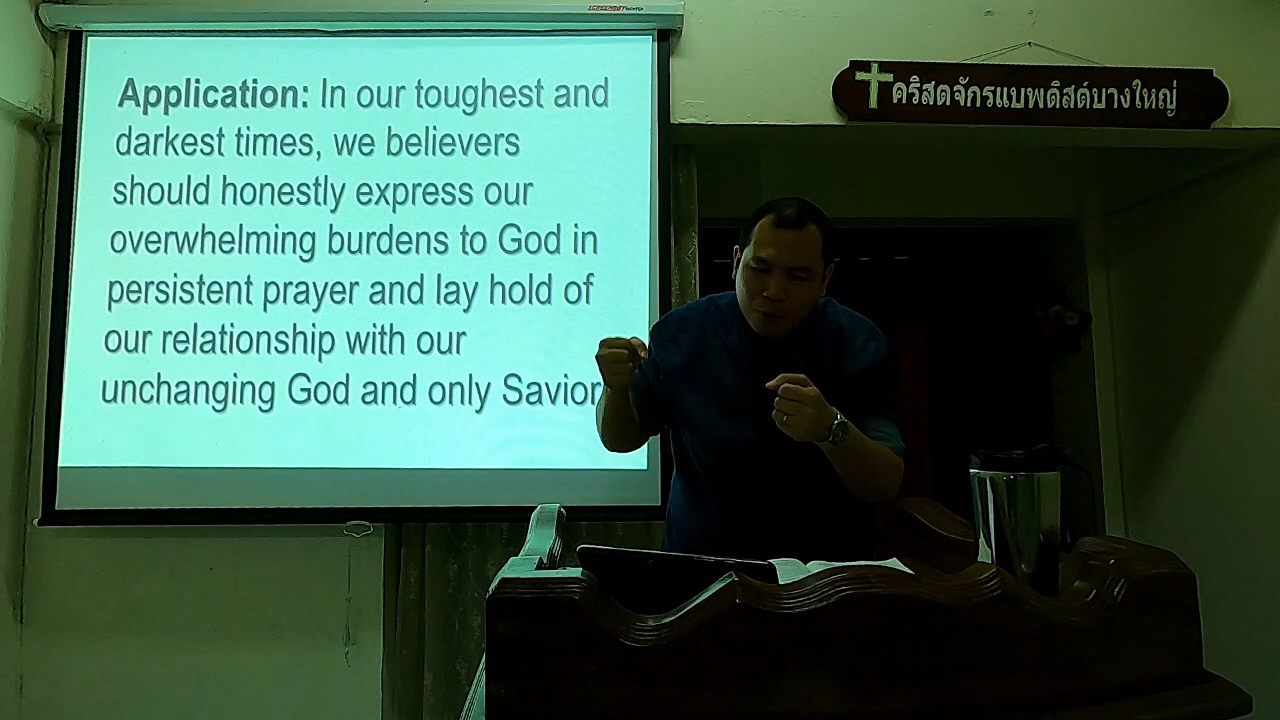 Application: In our toughest and
darkest times, we believers
should honestly express our
overwhelming burdens to God in
persistent prayer and lay hold of
our relationship with our
unchanging God and only Savior
คริสตจักรแบพติสต์บางใหญ่